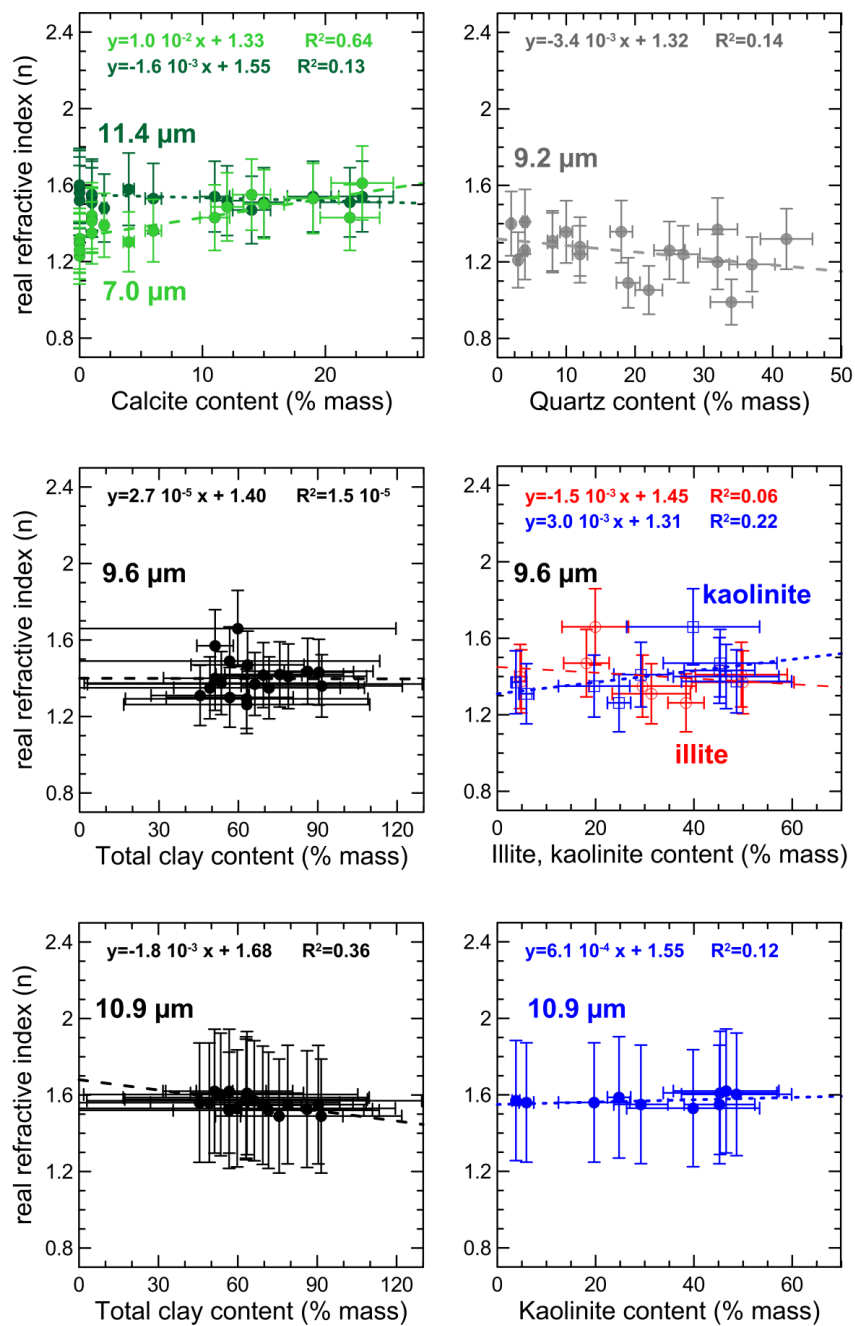 y=1.0 10⁻² x + 1.33 R²=0.64
y=-1.6 10⁻³ x + 1.55 R²=0.13
11.4 µm
7.0 µm
real refractive index (n)
2.4
2
1.6
1.2
0.8
0 10 20
Calcite content (% mass)
y=-3.4 10⁻³ x + 1.32 R²=0.14
9.2 µm
2.4
2
1.6
1.2
0.8
0 10 20 30 40 50
Quartz content (% mass)
y=2.7 10⁻⁵ x + 1.40 R²=1.5 10⁻⁵
9.6 µm
real refractive index (n)
2.4
2
1.6
1.2
0.8
0 30 60 90 120
Total clay content (% mass)
y=-1.5 10⁻³ x + 1.45 R²=0.06
y=3.0 10⁻³ x + 1.31 R²=0.22
9.6 µm
kaolinite
illite
2.4
2
1.6
1.2
0.8
0 20 40 60
Illite, kaolinite content (% mass)
y=-1.8 10⁻³ x + 1.68 R²=0.36
10.9 µm
real refractive index (n)
2.4
2
1.6
1.2
0.8
0 30 60 90 120
Total clay content (% mass)
y=6.1 10⁻⁴ x + 1.55 R²=0.12
10.9 µm
2.4
2
1.6
1.2
0.8
0 20 40 60
Kaolinite content (% mass)